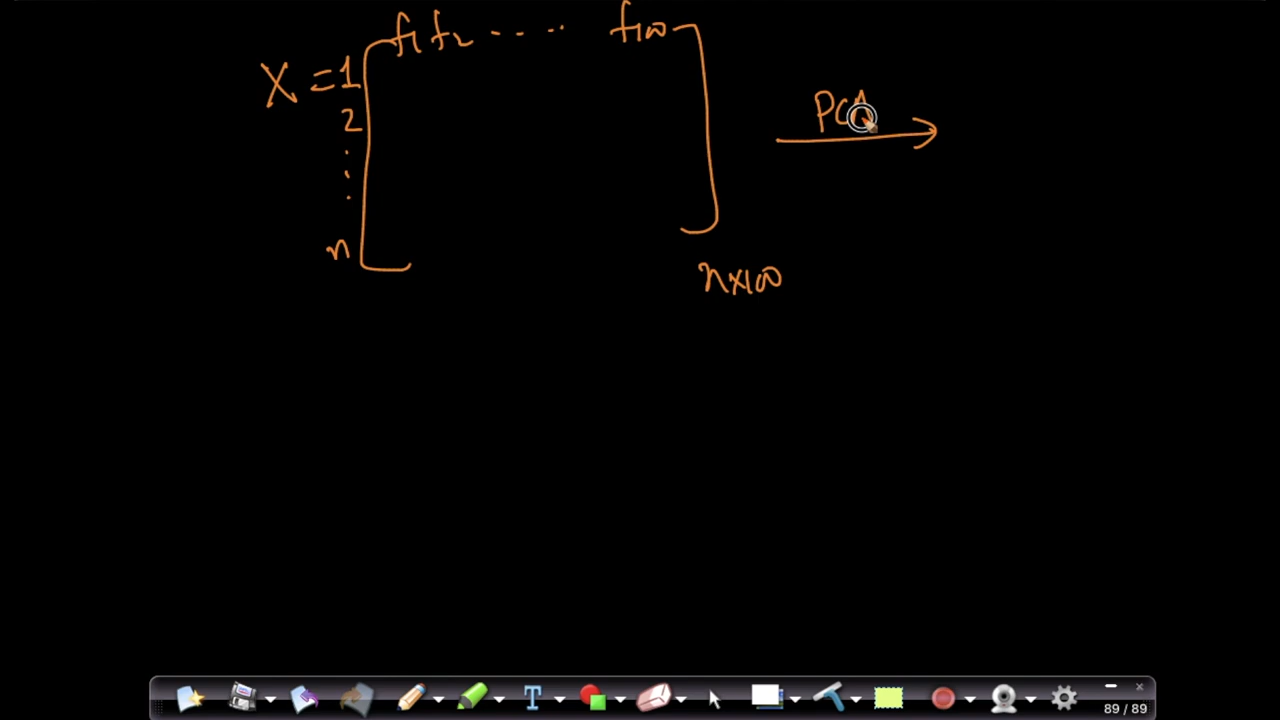 f1 f2 ..... f100
X = 1
PCA
2
n
n×100
T
89 / 89